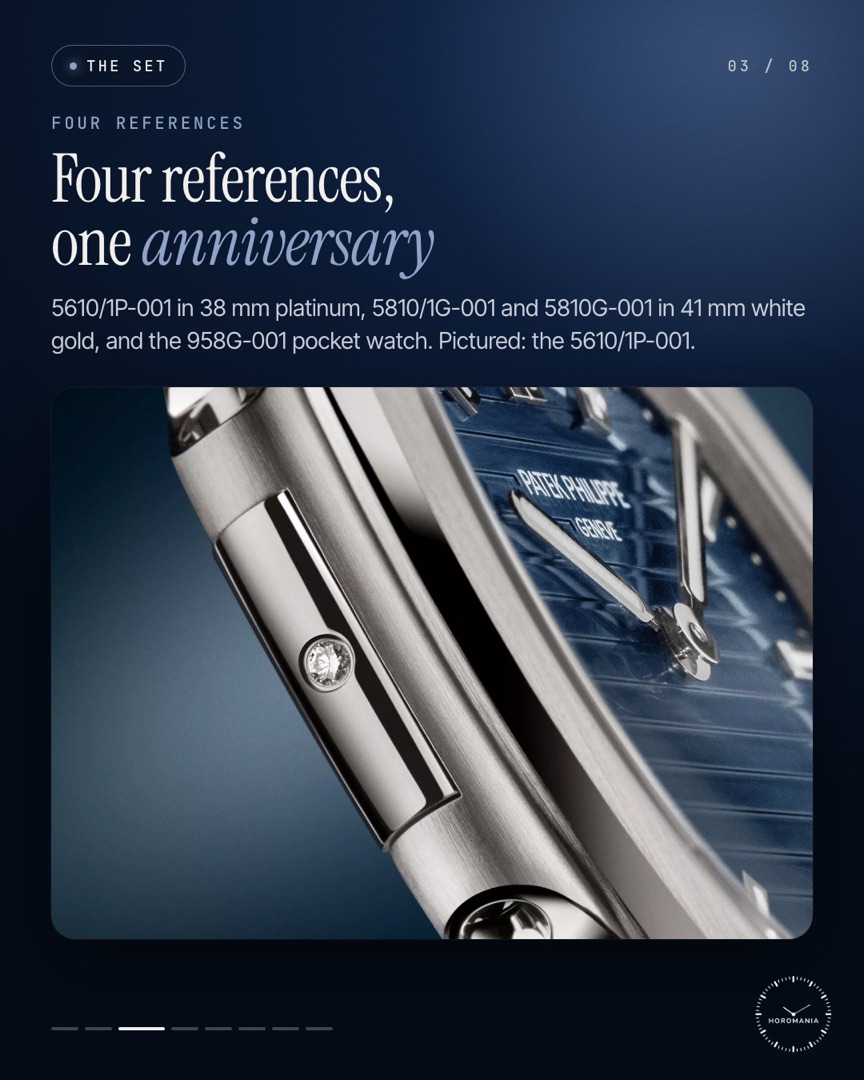 THE SET
03 / 08
FOUR REFERENCES
Four references,
one anniversary
5610/1P-001 in 38 mm platinum, 5810/1G-001 and 5810G-001 in 41 mm white
gold, and the 958G-001 pocket watch. Pictured: the 5610/1P-001.
PATEK PHILIPPE
GENEVE
HOROMANIA